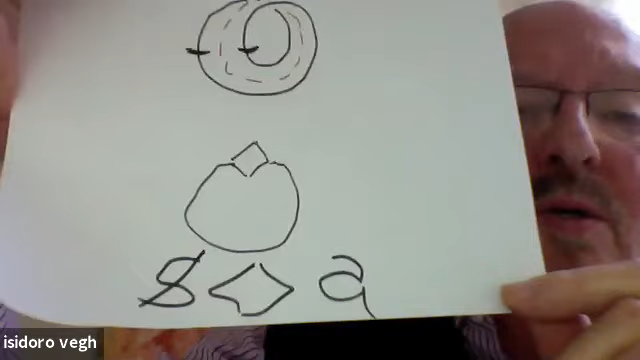 $ ◇ a
isidoro vegh